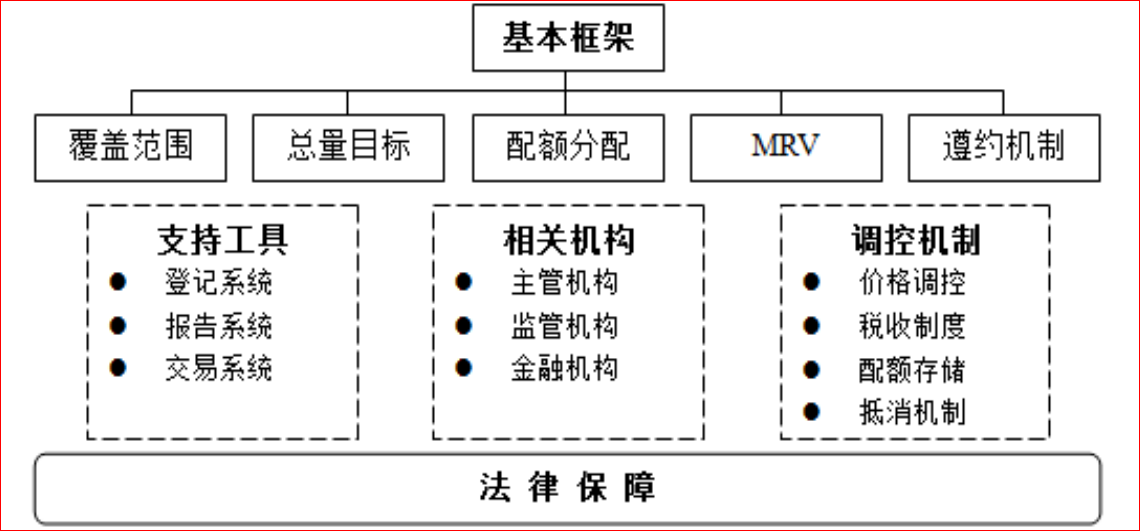 基本框架
覆盖范围
总量目标
配额分配
MRV
遵约机制
支持工具
登记系统
报告系统
交易系统
相关机构
主管机构
监管机构
金融机构
调控机制
价格调控
税收制度
配额存储
抵消机制
法律保障